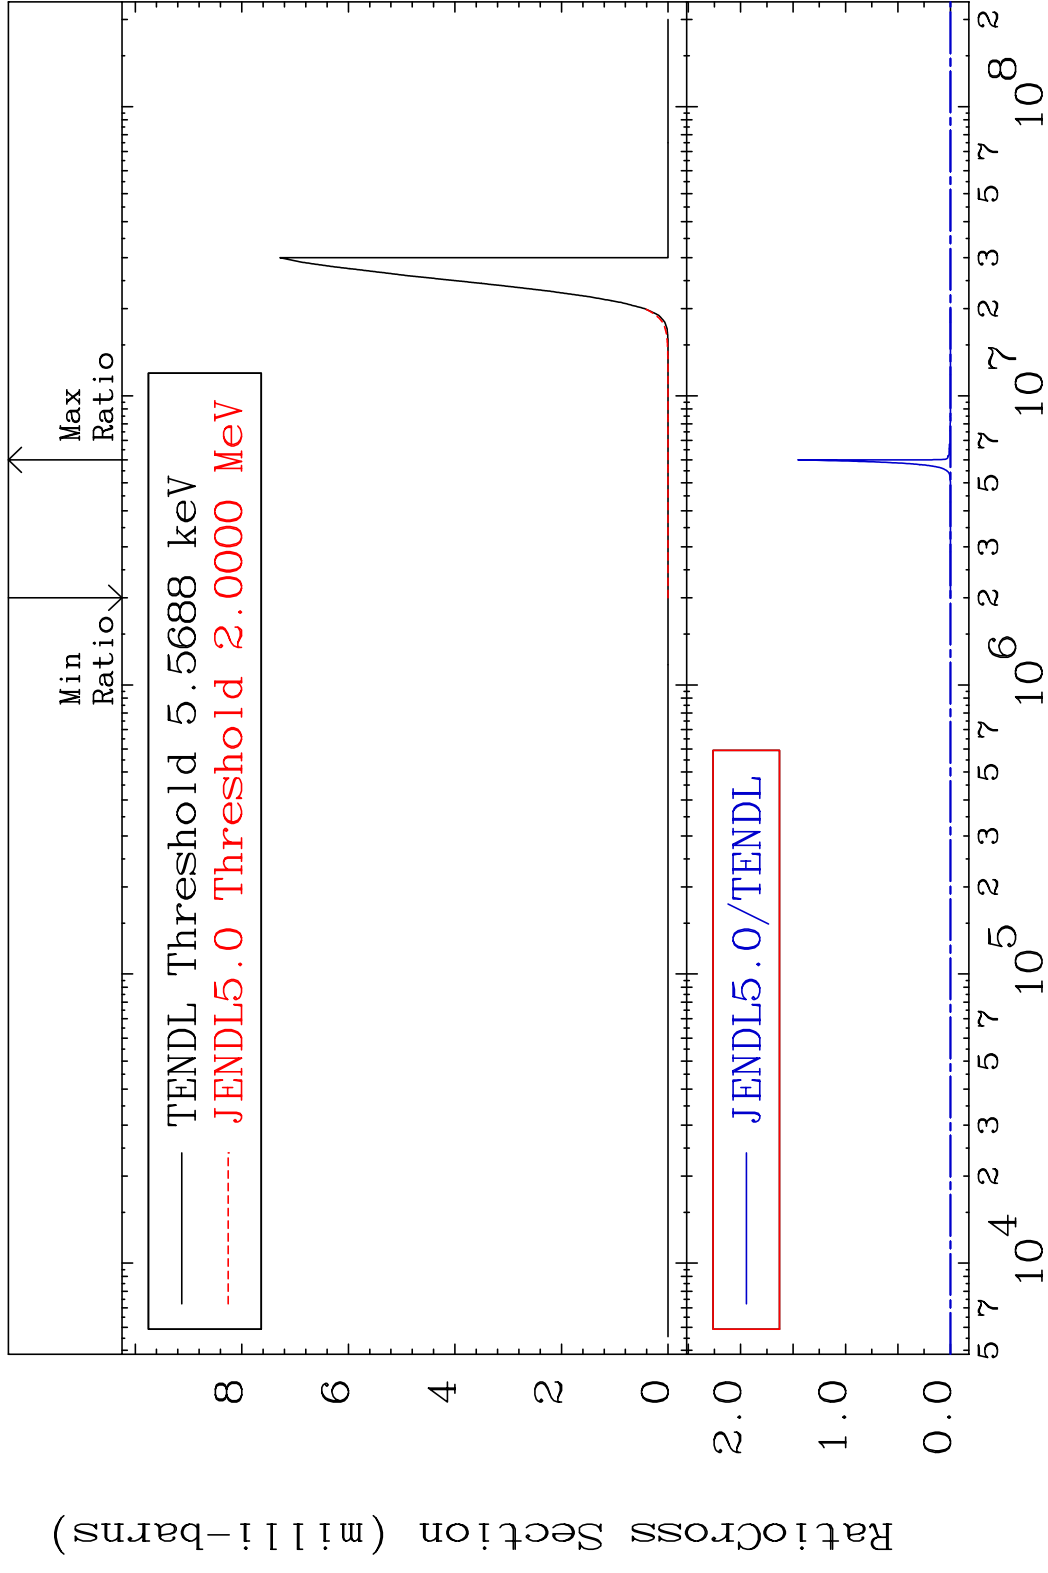 Min
Ratio
Max
Ratio
TENDL Threshold 5.5688 keV
JENDL5.0 Threshold 2.0000 MeV
8
6
4
2
0
Cross Section (milli-barns)
JENDL5.0/TENDL
2.0
1.0
0.0
Ratio
5 7 10^4 2 3 5 7 10^5 2 3 5 7 10^6 2 3 5 7 10^7 2 3 5 7 10^8 2